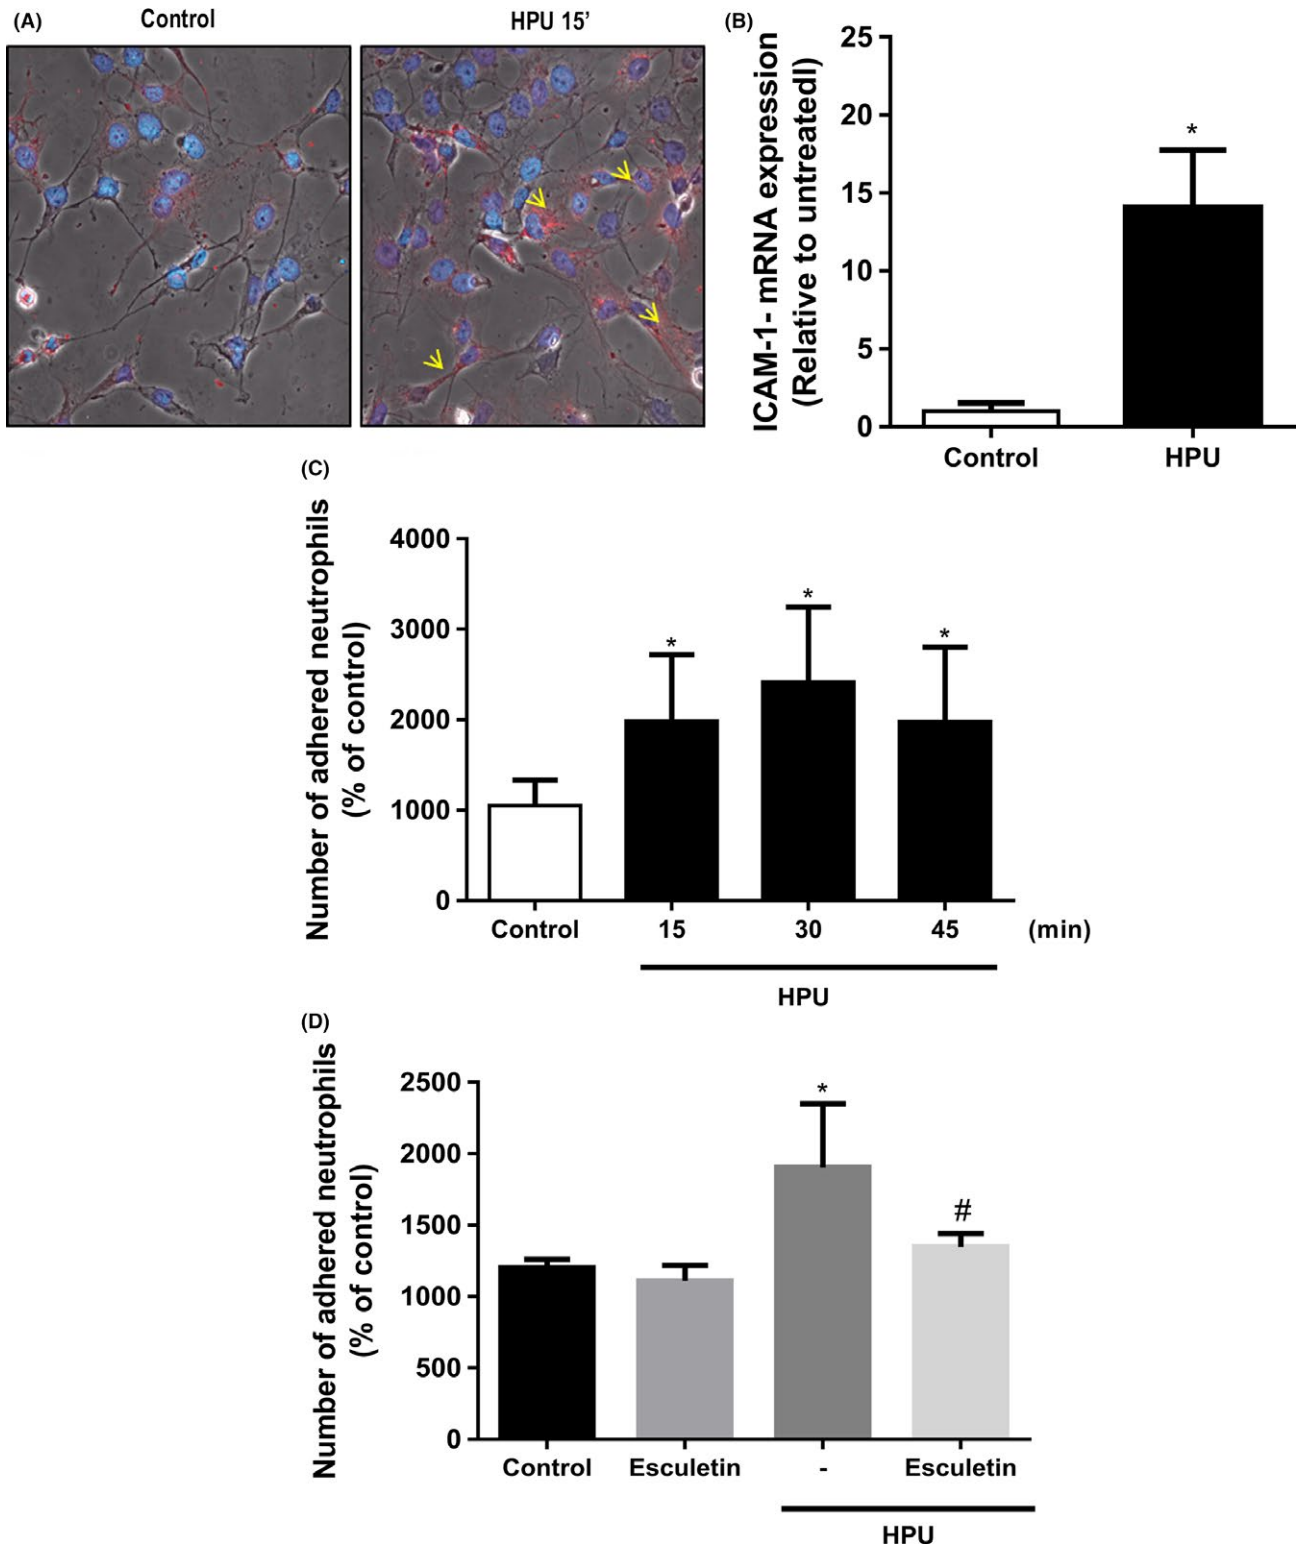 (A)
Control
HPU 15’
(B)
ICAM-1- mRNA expression
(Relative to untreatedl)
25
20
15
10
5
0
*
Control
HPU
(C)
Number of adhered neutrophils
(% of control)
4000
3000
2000
1000
0
*
*
*
Control
15
30
45
(min)
HPU
(D)
Number of adhered neutrophils
(% of control)
2500
2000
1500
1000
500
0
*
#
Control
Esculetin
-
Esculetin
HPU